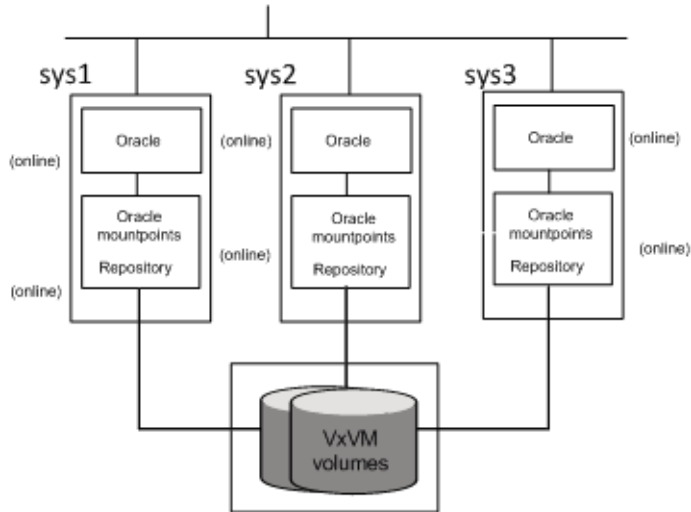 sys1
sys2
sys3
(online)
Oracle
(online)
Oracle
Oracle
(online)
Oracle
mountpoints
Repository
(online)
(online)
Oracle
mountpoints
Repository
Oracle
mountpoints
Repository
(online)
VxVM
volumes